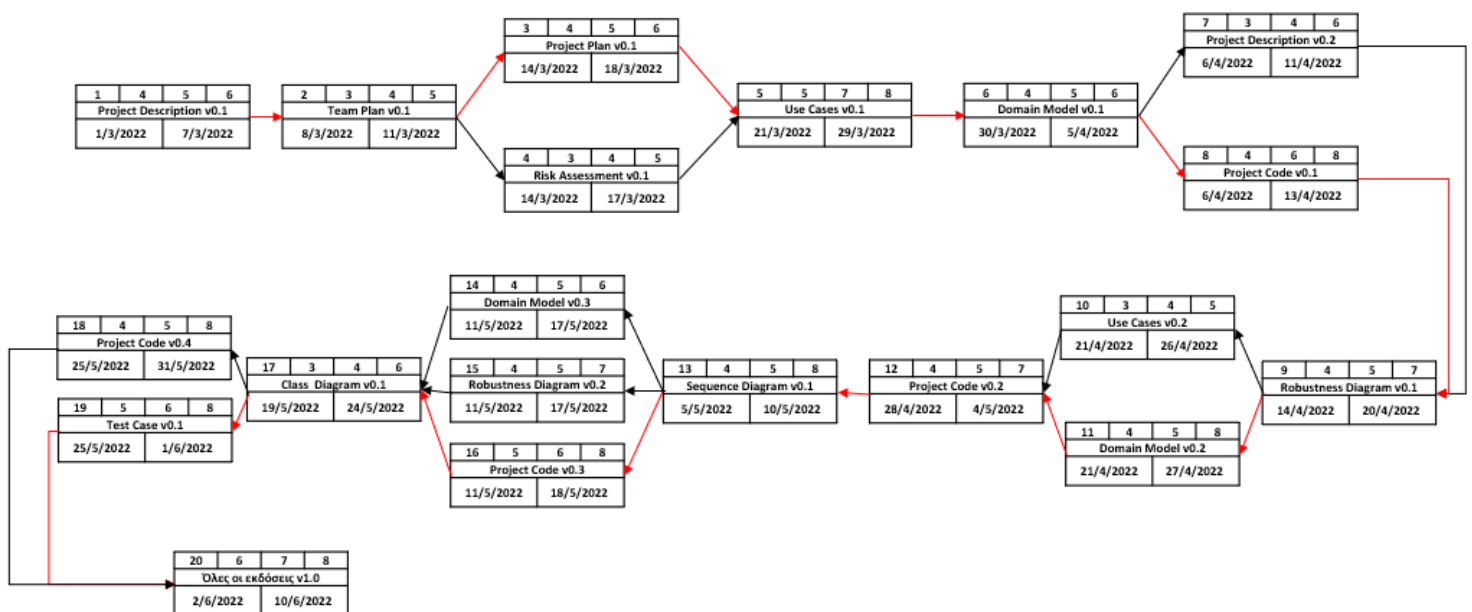 1 4 5 6
Project Description v0.1
1/3/2022 7/3/2022
2 3 4 5
Team Plan v0.1
8/3/2022 11/3/2022
3 4 5 6
Project Plan v0.1
14/3/2022 18/3/2022
4 3 4 5
Risk Assessment v0.1
14/3/2022 17/3/2022
5 5 7 8
Use Cases v0.1
21/3/2022 29/3/2022
6 4 5 6
Domain Model v0.1
30/3/2022 5/4/2022
7 3 4 6
Project Description v0.2
6/4/2022 11/4/2022
8 4 6 8
Project Code v0.1
6/4/2022 13/4/2022
9 4 5 7
Robustness Diagram v0.1
14/4/2022 20/4/2022
10 3 4 5
Use Cases v0.2
21/4/2022 26/4/2022
11 4 5 8
Domain Model v0.2
21/4/2022 27/4/2022
12 4 5 7
Project Code v0.2
28/4/2022 4/5/2022
13 4 5 8
Sequence Diagram v0.1
5/5/2022 10/5/2022
14 4 5 6
Domain Model v0.3
11/5/2022 17/5/2022
15 4 5 7
Robustness Diagram v0.2
11/5/2022 17/5/2022
16 5 6 8
Project Code v0.3
11/5/2022 18/5/2022
17 3 4 6
Class Diagram v0.1
19/5/2022 24/5/2022
18 4 5 8
Project Code v0.4
25/5/2022 31/5/2022
19 5 6 8
Test Case v0.1
25/5/2022 1/6/2022
20 6 7 8
Όλες οι εκδόσεις v1.0
2/6/2022 10/6/2022